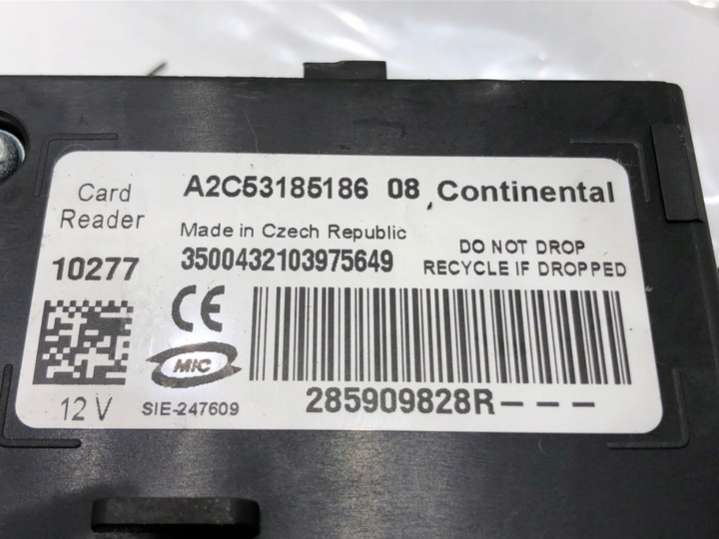 Card Reader
A2C53185186 08 Continental
Made in Czech Republic
10277
3500432103975649
DO NOT DROP
RECYCLE IF DROPPED
CE
MIC
12 V
SIE-247609
285909828R---